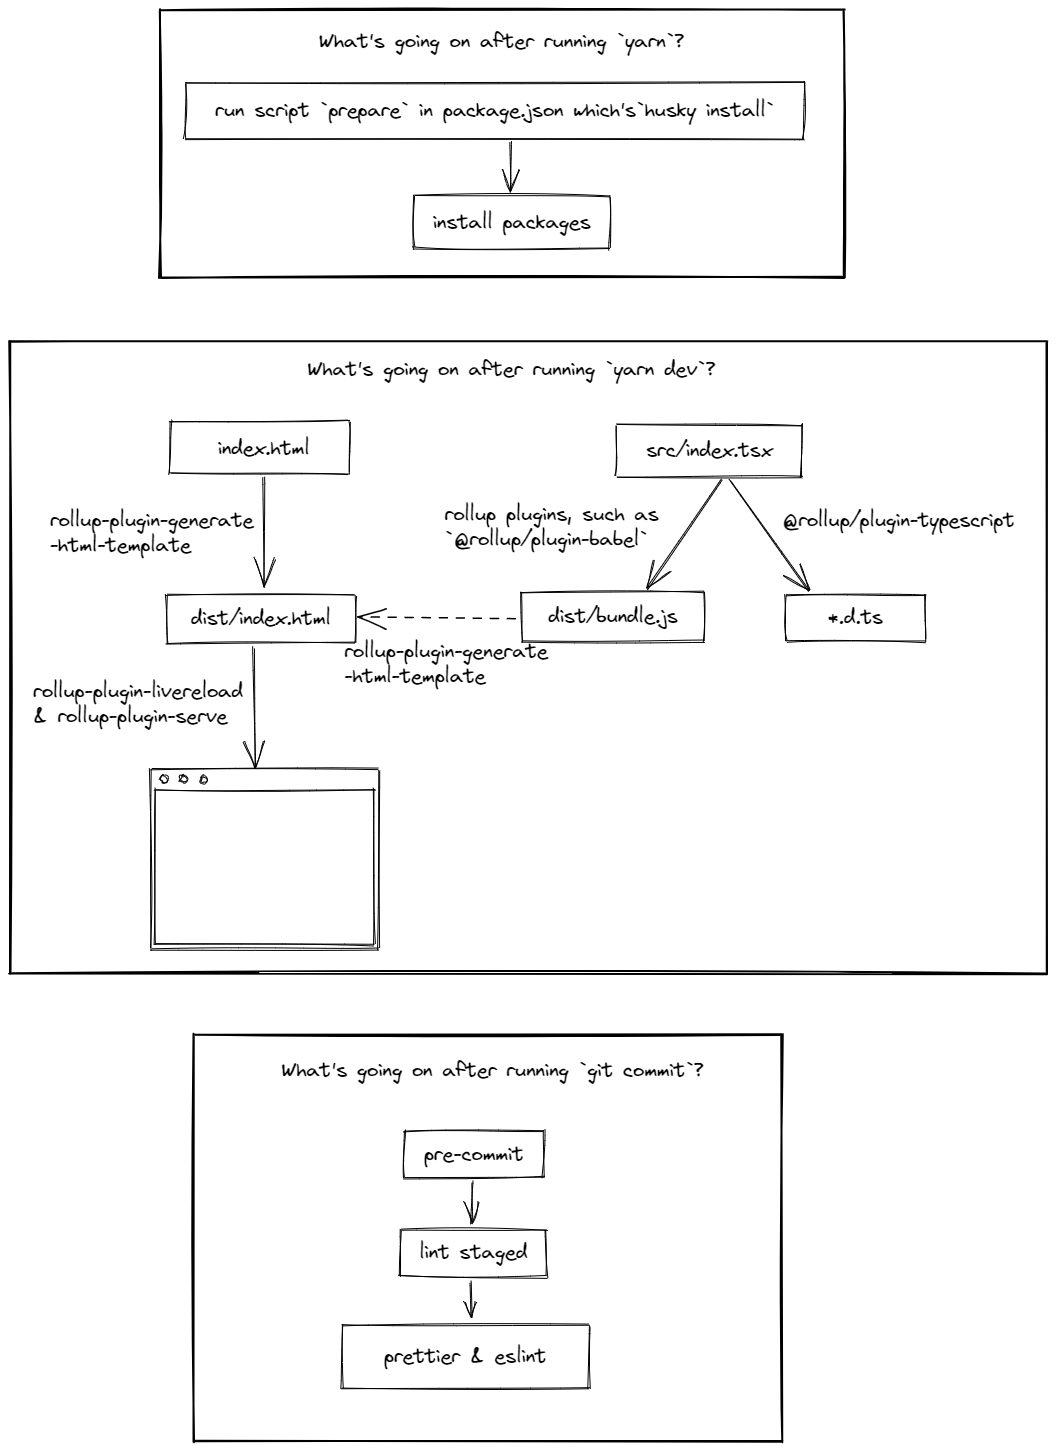 What's going on after running `yarn`?
run script `prepare` in package.json which's`husky install`
install packages
What's going on after running `yarn dev`?
index.html
src/index.tsx
rollup-plugin-generate
-html-template
rollup plugins, such as
`@rollup/plugin-babel`
@rollup/plugin-typescript
dist/index.html
dist/bundle.js
*.d.ts
rollup-plugin-generate
-html-template
rollup-plugin-livereload
& rollup-plugin-serve
What's going on after running `git commit`?
pre-commit
lint staged
prettier & eslint